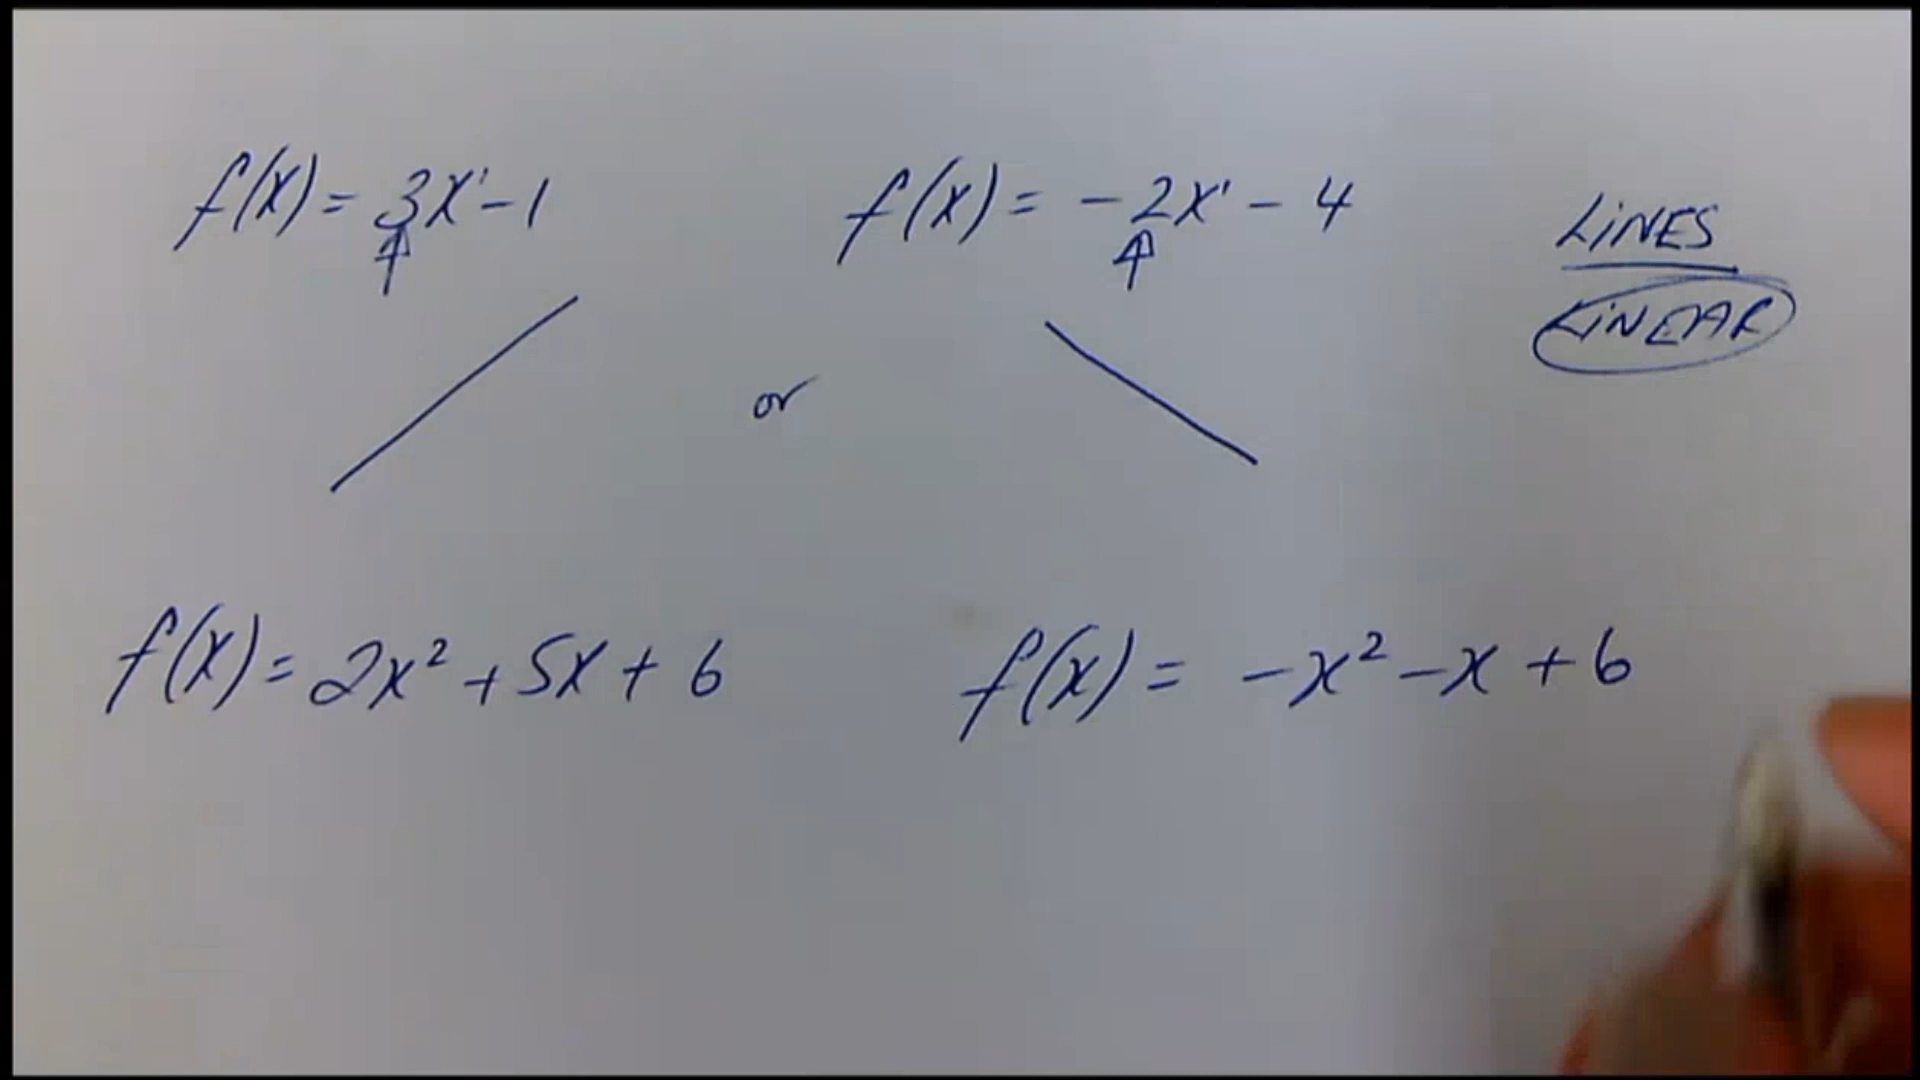 f(x) = 3x¹ - 1
f(x) = -2x¹ - 4
LINES
LINEAR
or
f(x) = 2x² + 5x + 6
f(x) = -x² - x + 6